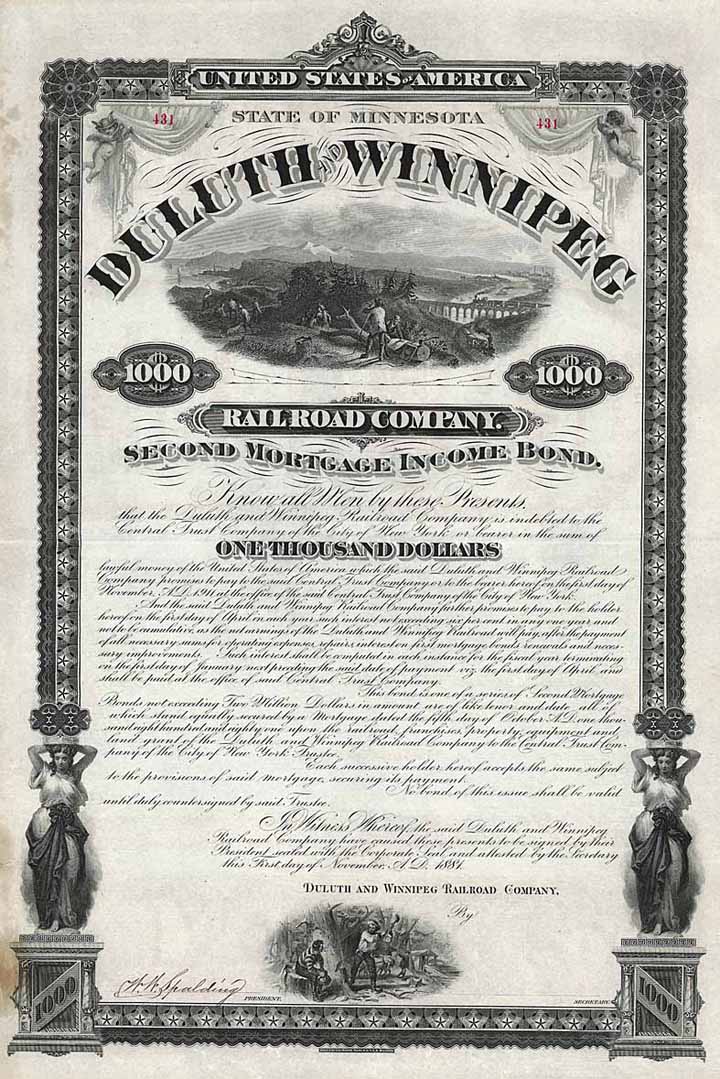 UNITED STATES OF AMERICA
431
STATE OF MINNESOTA
431
DULUTH AND WINNIPEG
1000
1000
RAILROAD COMPANY.
SECOND MORTGAGE INCOME BOND.
Know all Men by these Presents,
that the Duluth and Winnipeg Railroad Company is indebted to the
Central Trust Company of the City of New York or bearer in the sum of
ONE THOUSAND DOLLARS
lawful money of the United States of America which the said Duluth and Winnipeg Railroad
Company promises to pay to the said Central Trust Company or to the bearer hereof on the first day of
November, A.D. 1911 at the office of the said Central Trust Company of the City of New York.
And the said Duluth and Winnipeg Railroad Company further promises to pay to the holder
hereof on the first day of April in each year such interest not exceeding six per cent in any one year and
not to be cumulative, as the net earnings of the Duluth and Winnipeg Railroad will pay, after the payment
of all necessary sums for operating expenses, repairs, interest on first mortgage bonds, renewals and neces-
sary improvements. Such interest shall be computed in each instance for the fiscal year terminating
on the first day of January next preceding the said date of payment viz. the first day of April, and
shall be paid at the office of said Central Trust Company.
This bond is one of a series of Second Mortgage
Bonds not exceeding Two Million Dollars in amount, are of like tenor and date, all of
which stand equally secured by a Mortgage dated the fifth day of October A.D. one thou-
sand eight hundred and eighty one upon the railroad, franchises, property, equipment and
land grant of the Duluth and Winnipeg Railroad Company to the Central Trust Com-
pany of the City of New York Trustee.
Each successive holder hereof accepts the same subject
to the provisions of said mortgage, securing its payment.
No bond of this issue shall be valid
until duly countersigned by said Trustee.
In Witness Whereof, the said Duluth and Winnipeg
Railroad Company have caused these presents to be signed by their
President, sealed with the Corporate Seal and attested by the Secretary
this First day of November, A.D. 1881.
DULUTH AND WINNIPEG RAILROAD COMPANY,
By
W. W. Spalding
PRESIDENT.
SECRETARY.
1000
1000